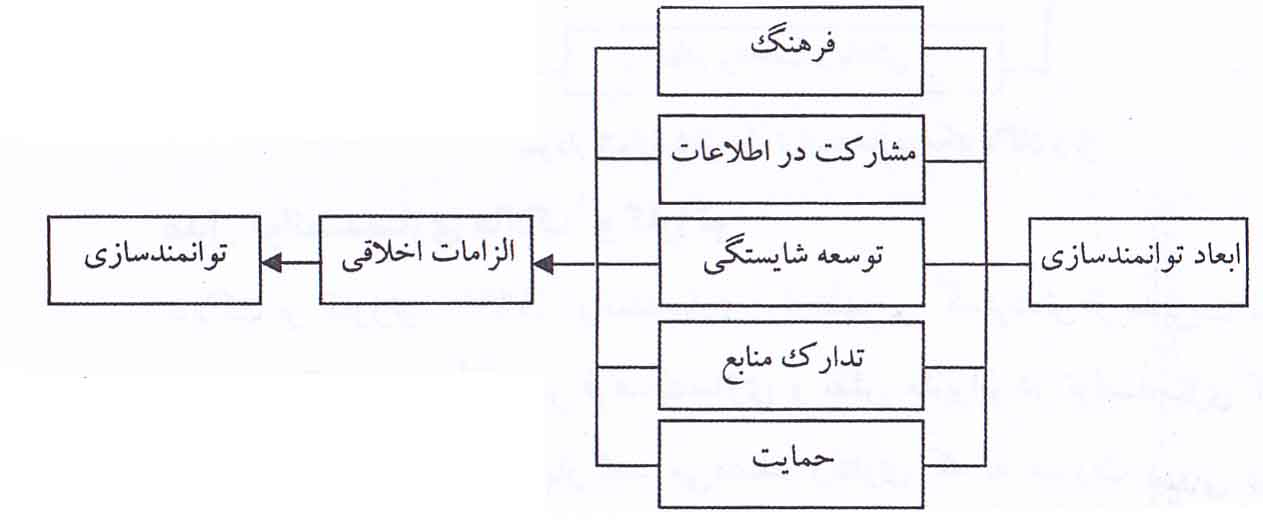 ابعاد توانمندسازی
فرهنگ
مشارکت در اطلاعات
توسعه شایستگی
تدارک منابع
حمایت
الزامات اخلاقی
توانمندسازی